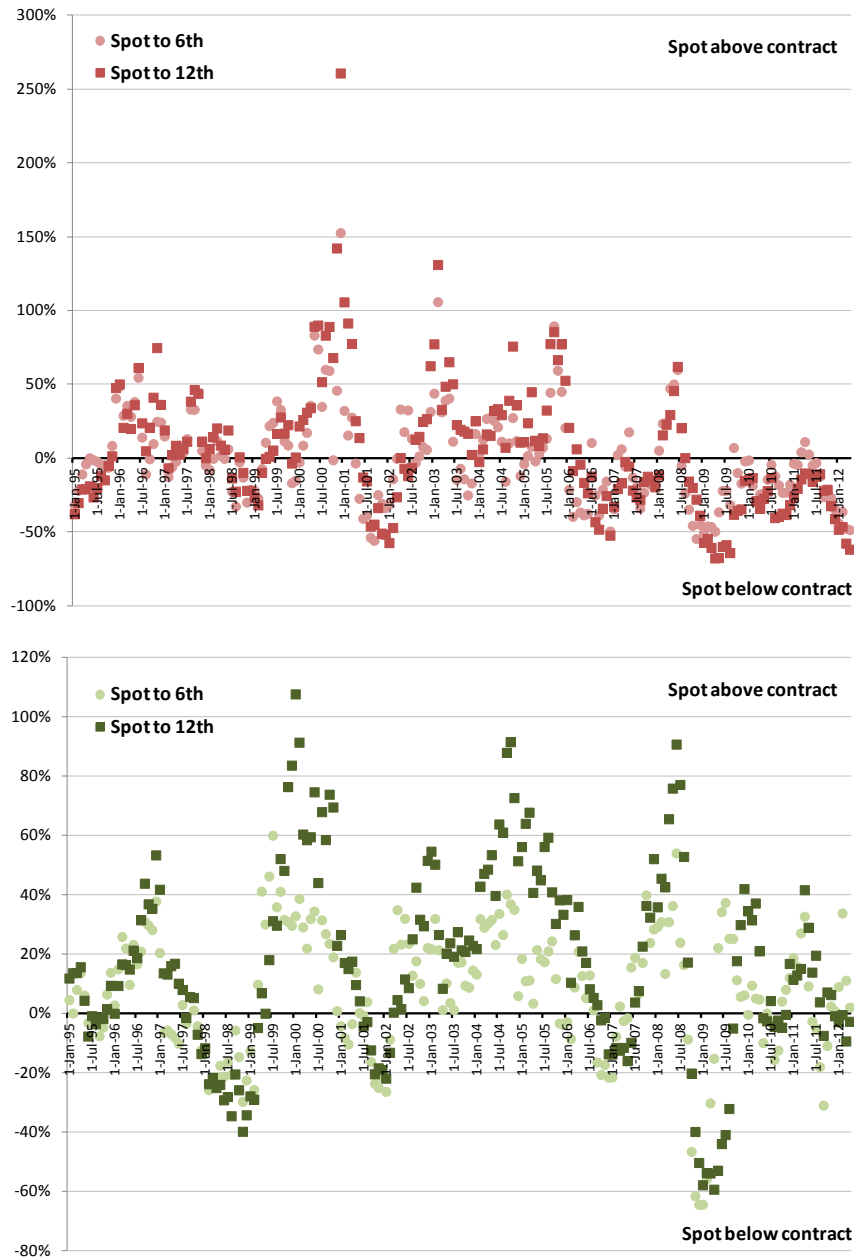 300%
Spot to 6th
Spot above contract
Spot to 12th
250%
200%
150%
100%
50%
0%
1-Jan-95
1-Jul-95
1-Jan-96
1-Jul-96
1-Jan-97
1-Jul-97
1-Jan-98
1-Jul-98
1-Jan-99
1-Jul-99
1-Jan-00
1-Jul-00
1-Jan-01
1-Jul-01
1-Jan-02
1-Jul-02
1-Jan-03
1-Jul-03
1-Jan-04
1-Jul-04
1-Jan-05
1-Jul-05
1-Jan-06
1-Jul-06
1-Jan-07
1-Jul-07
1-Jan-08
1-Jul-08
1-Jan-09
1-Jul-09
1-Jan-10
1-Jul-10
1-Jan-11
1-Jul-11
1-Jan-12
-50%
Spot below contract
-100%
120%
Spot to 6th
Spot above contract
Spot to 12th
100%
80%
60%
40%
20%
0%
1-Jan-95
1-Jul-95
1-Jan-96
1-Jul-96
1-Jan-97
1-Jul-97
1-Jan-98
1-Jul-98
1-Jan-99
1-Jul-99
1-Jan-00
1-Jul-00
1-Jan-01
1-Jul-01
1-Jan-02
1-Jul-02
1-Jan-03
1-Jul-03
1-Jan-04
1-Jul-04
1-Jan-05
1-Jul-05
1-Jan-06
1-Jul-06
1-Jan-07
1-Jul-07
1-Jan-08
1-Jul-08
1-Jan-09
1-Jul-09
1-Jan-10
1-Jul-10
1-Jan-11
1-Jul-11
1-Jan-12
-20%
-40%
-60%
Spot below contract
-80%